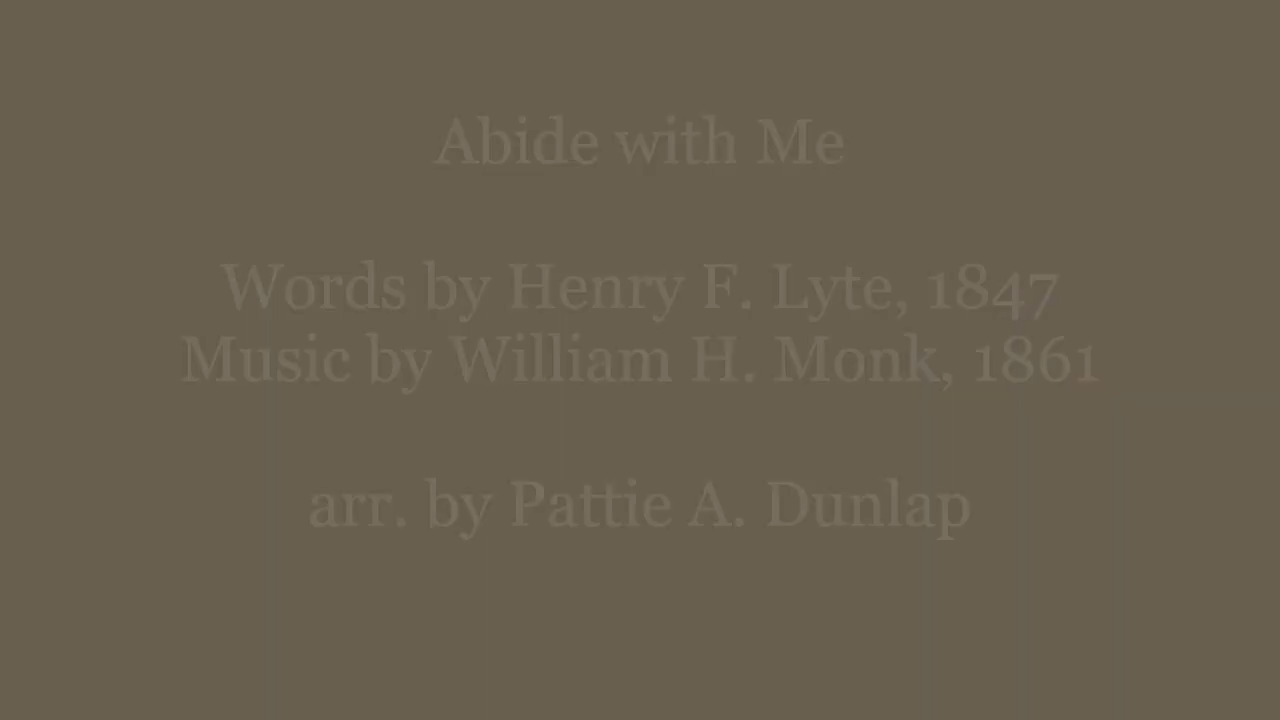 Abide with Me
Words by Henry F. Lyte, 1847
Music by William H. Monk, 1861
arr. by Pattie A. Dunlap